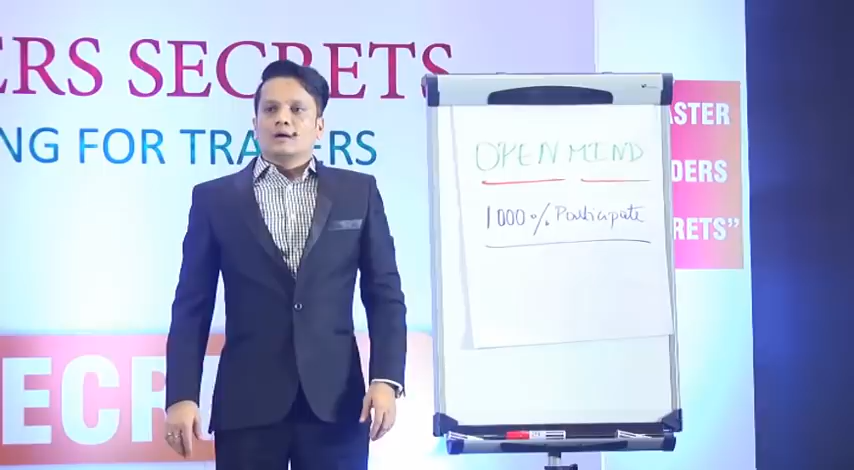 ERS SECRETS
NG FOR TRA ERS
OPEN MIND
1000 % Participate
ASTER
DERS
RETS”
ECR